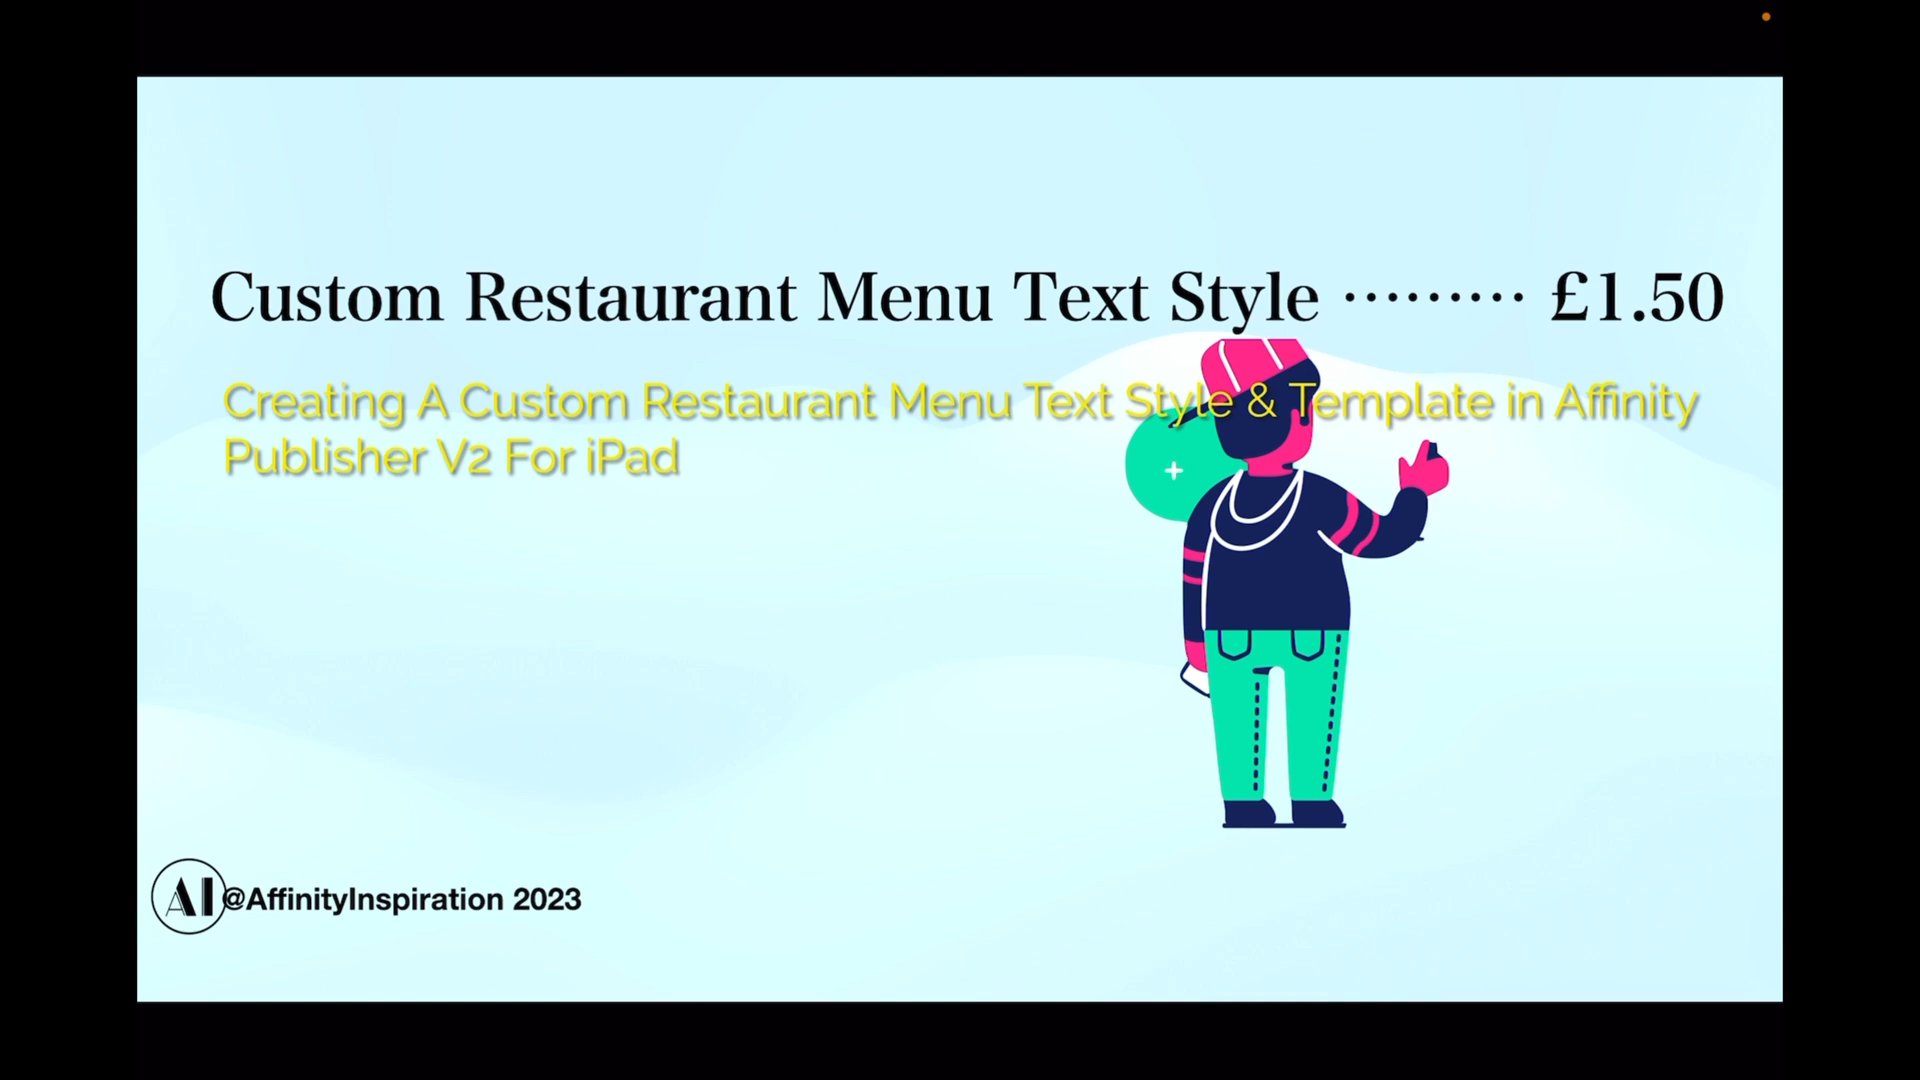 Custom Restaurant Menu Text Style ········· £1.50
Creating A Custom Restaurant Menu Text Style & Template in Affinity
Publisher V2 For iPad
AI @AffinityInspiration 2023